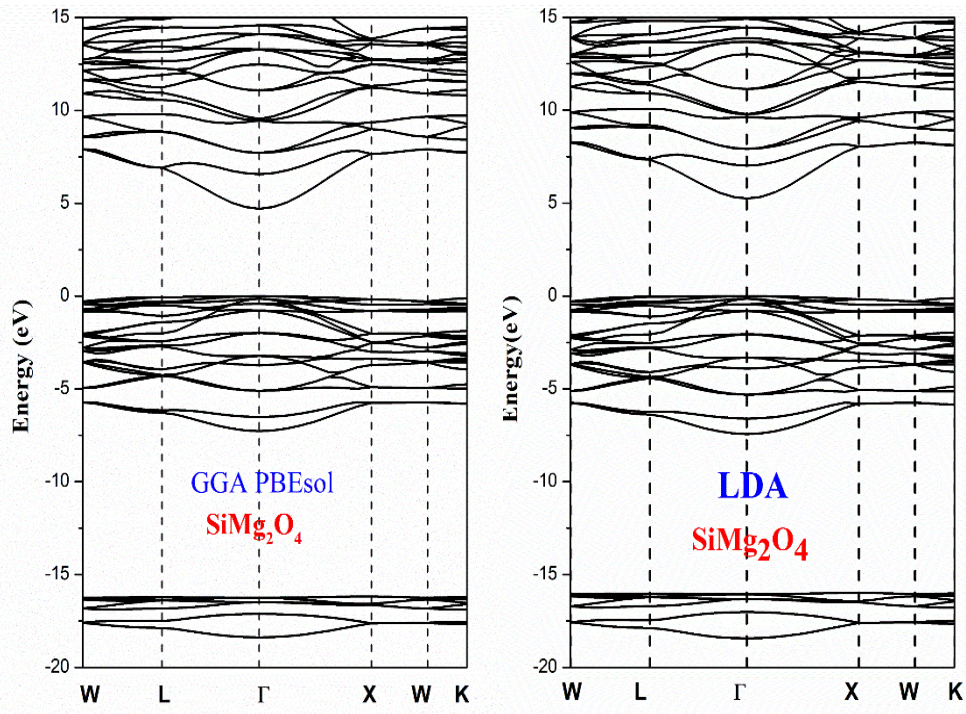 15
10
5
0
-5
-10
-15
-20
Energy (eV)
GGA PBEsol
SiMg₂O₄
W L Γ X W K
15
10
5
0
-5
-10
-15
-20
Energy(eV)
LDA
SiMg₂O₄
W L Γ X W K